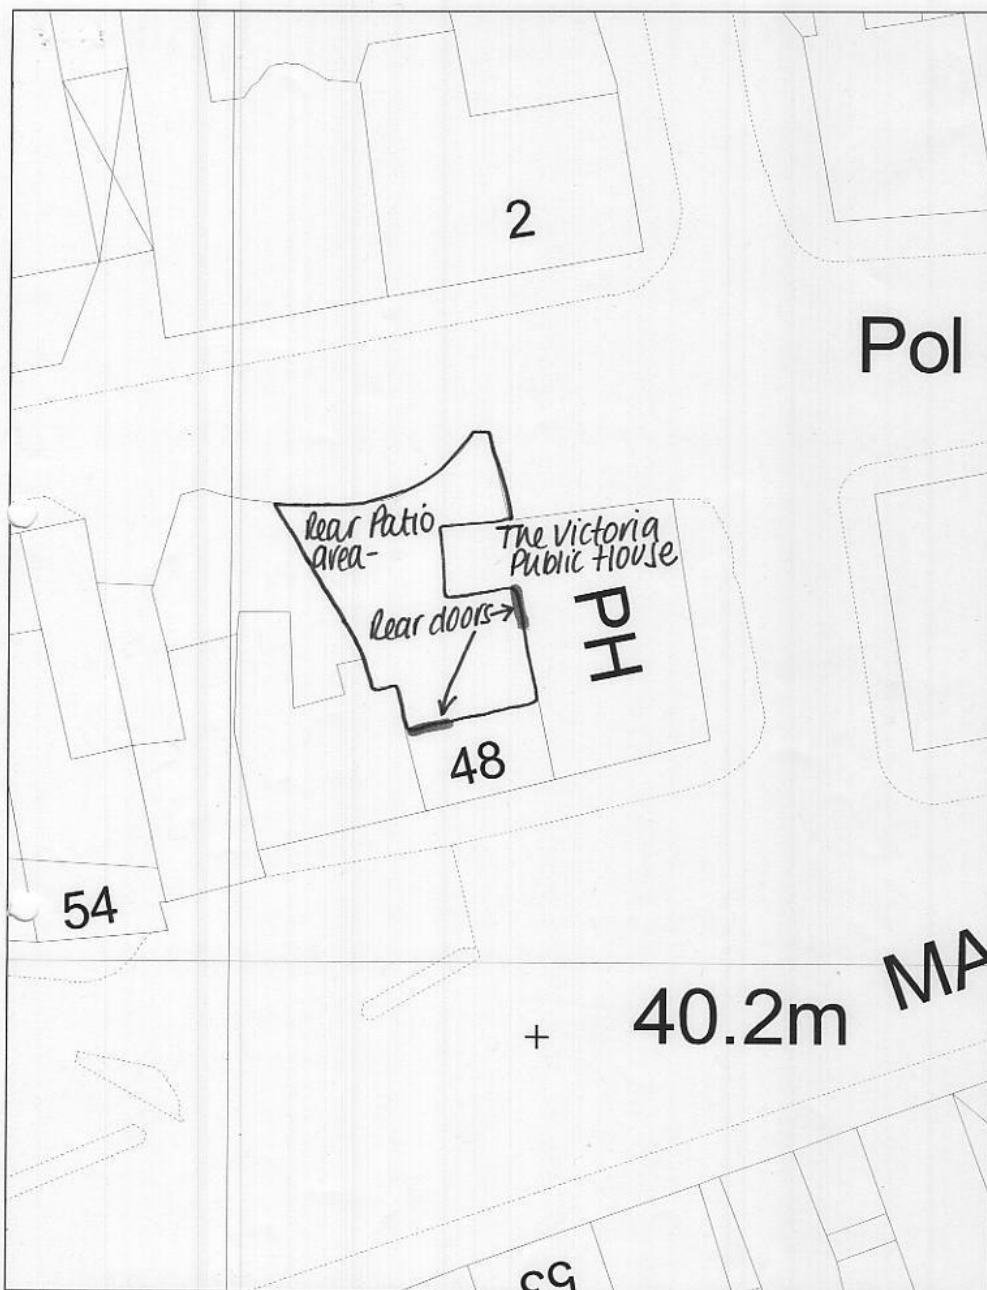 2
Pol
Rear Patio
area-
The Victoria
Public House
Rear doors
PH
48
54
40.2m
MA